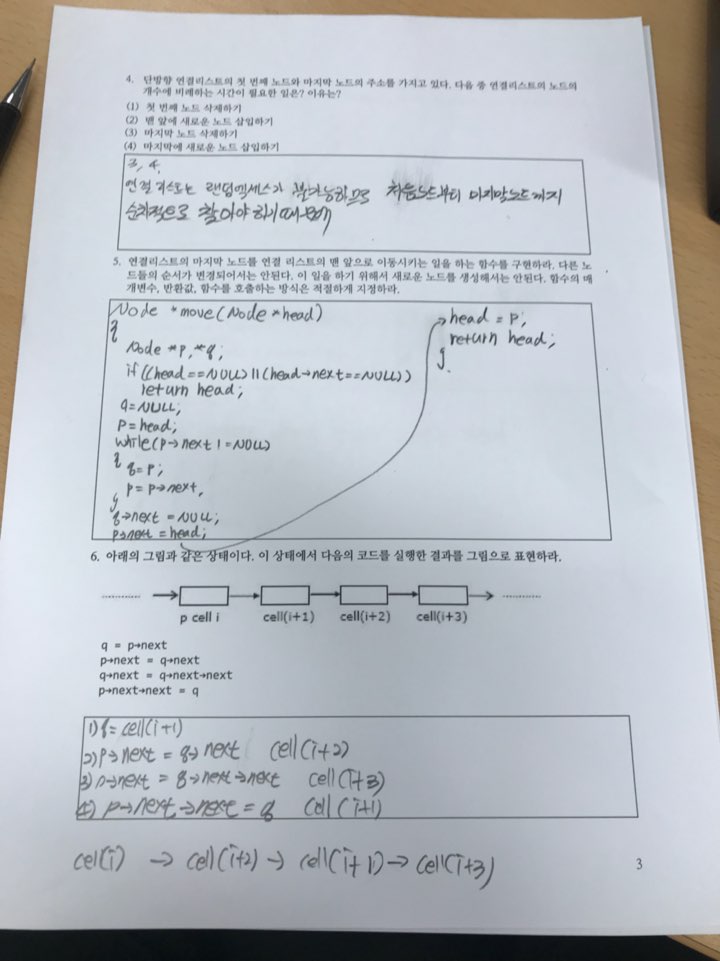 4. 단방향 연결리스트의 첫 번째 노드와 마지막 노드의 주소를 가지고 있다. 다음 중 연결리스트의 노드의
개수에 비례하는 시간이 필요한 일은? 이유는?
(1) 첫 번째 노드 삭제하기
(2) 맨 앞에 새로운 노드 삽입하기
(3) 마지막 노드 삭제하기
(4) 마지막에 새로운 노드 삽입하기
3, 4,
연결 리스트는 랜덤엑세스가 불가능하므로 처음노드부터 마지막노드까지
순차적으로 찾아야 하기때문에
5. 연결리스트의 마지막 노드를 연결 리스트의 맨 앞으로 이동시키는 일을 하는 함수를 구현하라. 다른 노
드들의 순서가 변경되어서는 안된다. 이 일을 하기 위해서 새로운 노드를 생성해서는 안된다. 함수의 매
개변수, 반환값, 함수를 호출하는 방식은 적절하게 지정하라.
Node *move(Node *head)
{
Node *p, *q;
if((head==NULL)||(head→next==NULL))
return head;
q=NULL;
p=head;
while(p→next != NULL)
{
q=p;
p=p→next,
}
q→next = NULL;
p→next = head;
head = p;
return head;
}
6. 아래의 그림과 같은 상태이다. 이 상태에서 다음의 코드를 실행한 결과를 그림으로 표현하라.
p cell i cell(i+1) cell(i+2) cell(i+3)
q = p→next
p→next = q→next
q→next = q→next→next
p→next→next = q
1) q = cell(i+1)
2) p→next = q→next cell(i+2)
3) →next = q→next→next cell(i+3)
4) p→next→next = q cell(i+1)
cell(i) → cell(i+2) → cell(i+1) → cell(i+3)
3